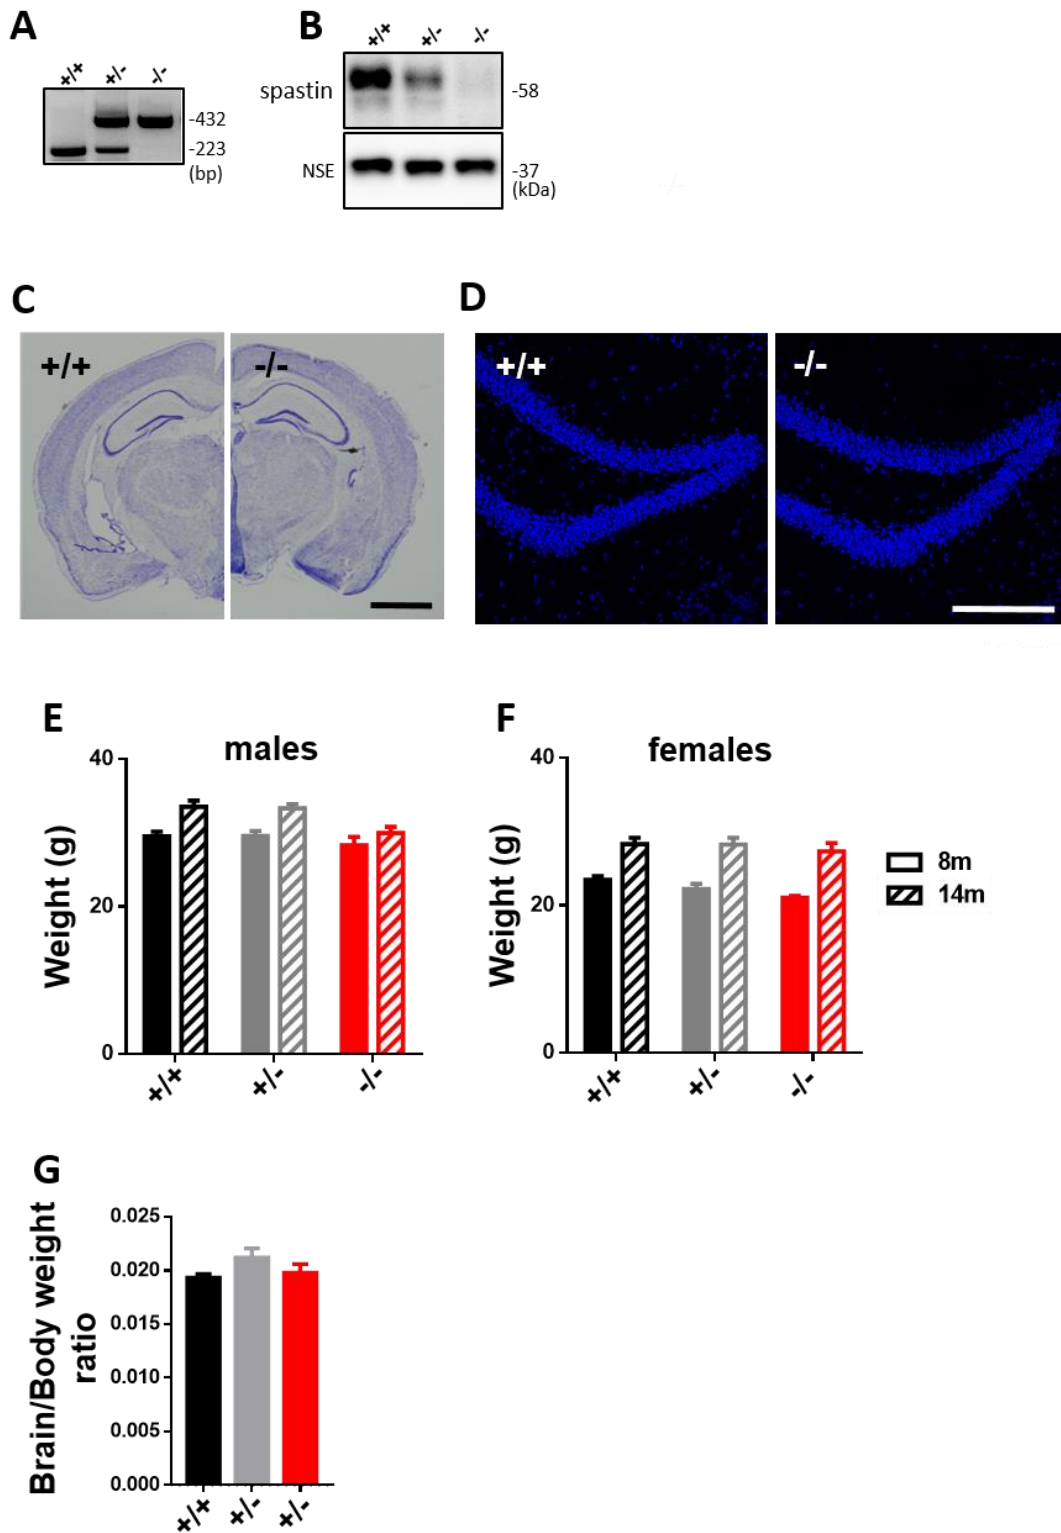 A
+/+ +/- -/-
-432
-223
(bp)
B
+/+ +/- -/-
spastin
-58
NSE
-37
(kDa)
C
+/+
-/-
D
+/+
-/-
E
males
40
20
0
Weight (g)
+/+ +/- -/-
F
females
40
20
0
Weight (g)
+/+ +/- -/-
8m
14m
G
Brain/Body weight
ratio
0.025
0.020
0.015
0.010
0.005
0.000
+/+ +/- +/-